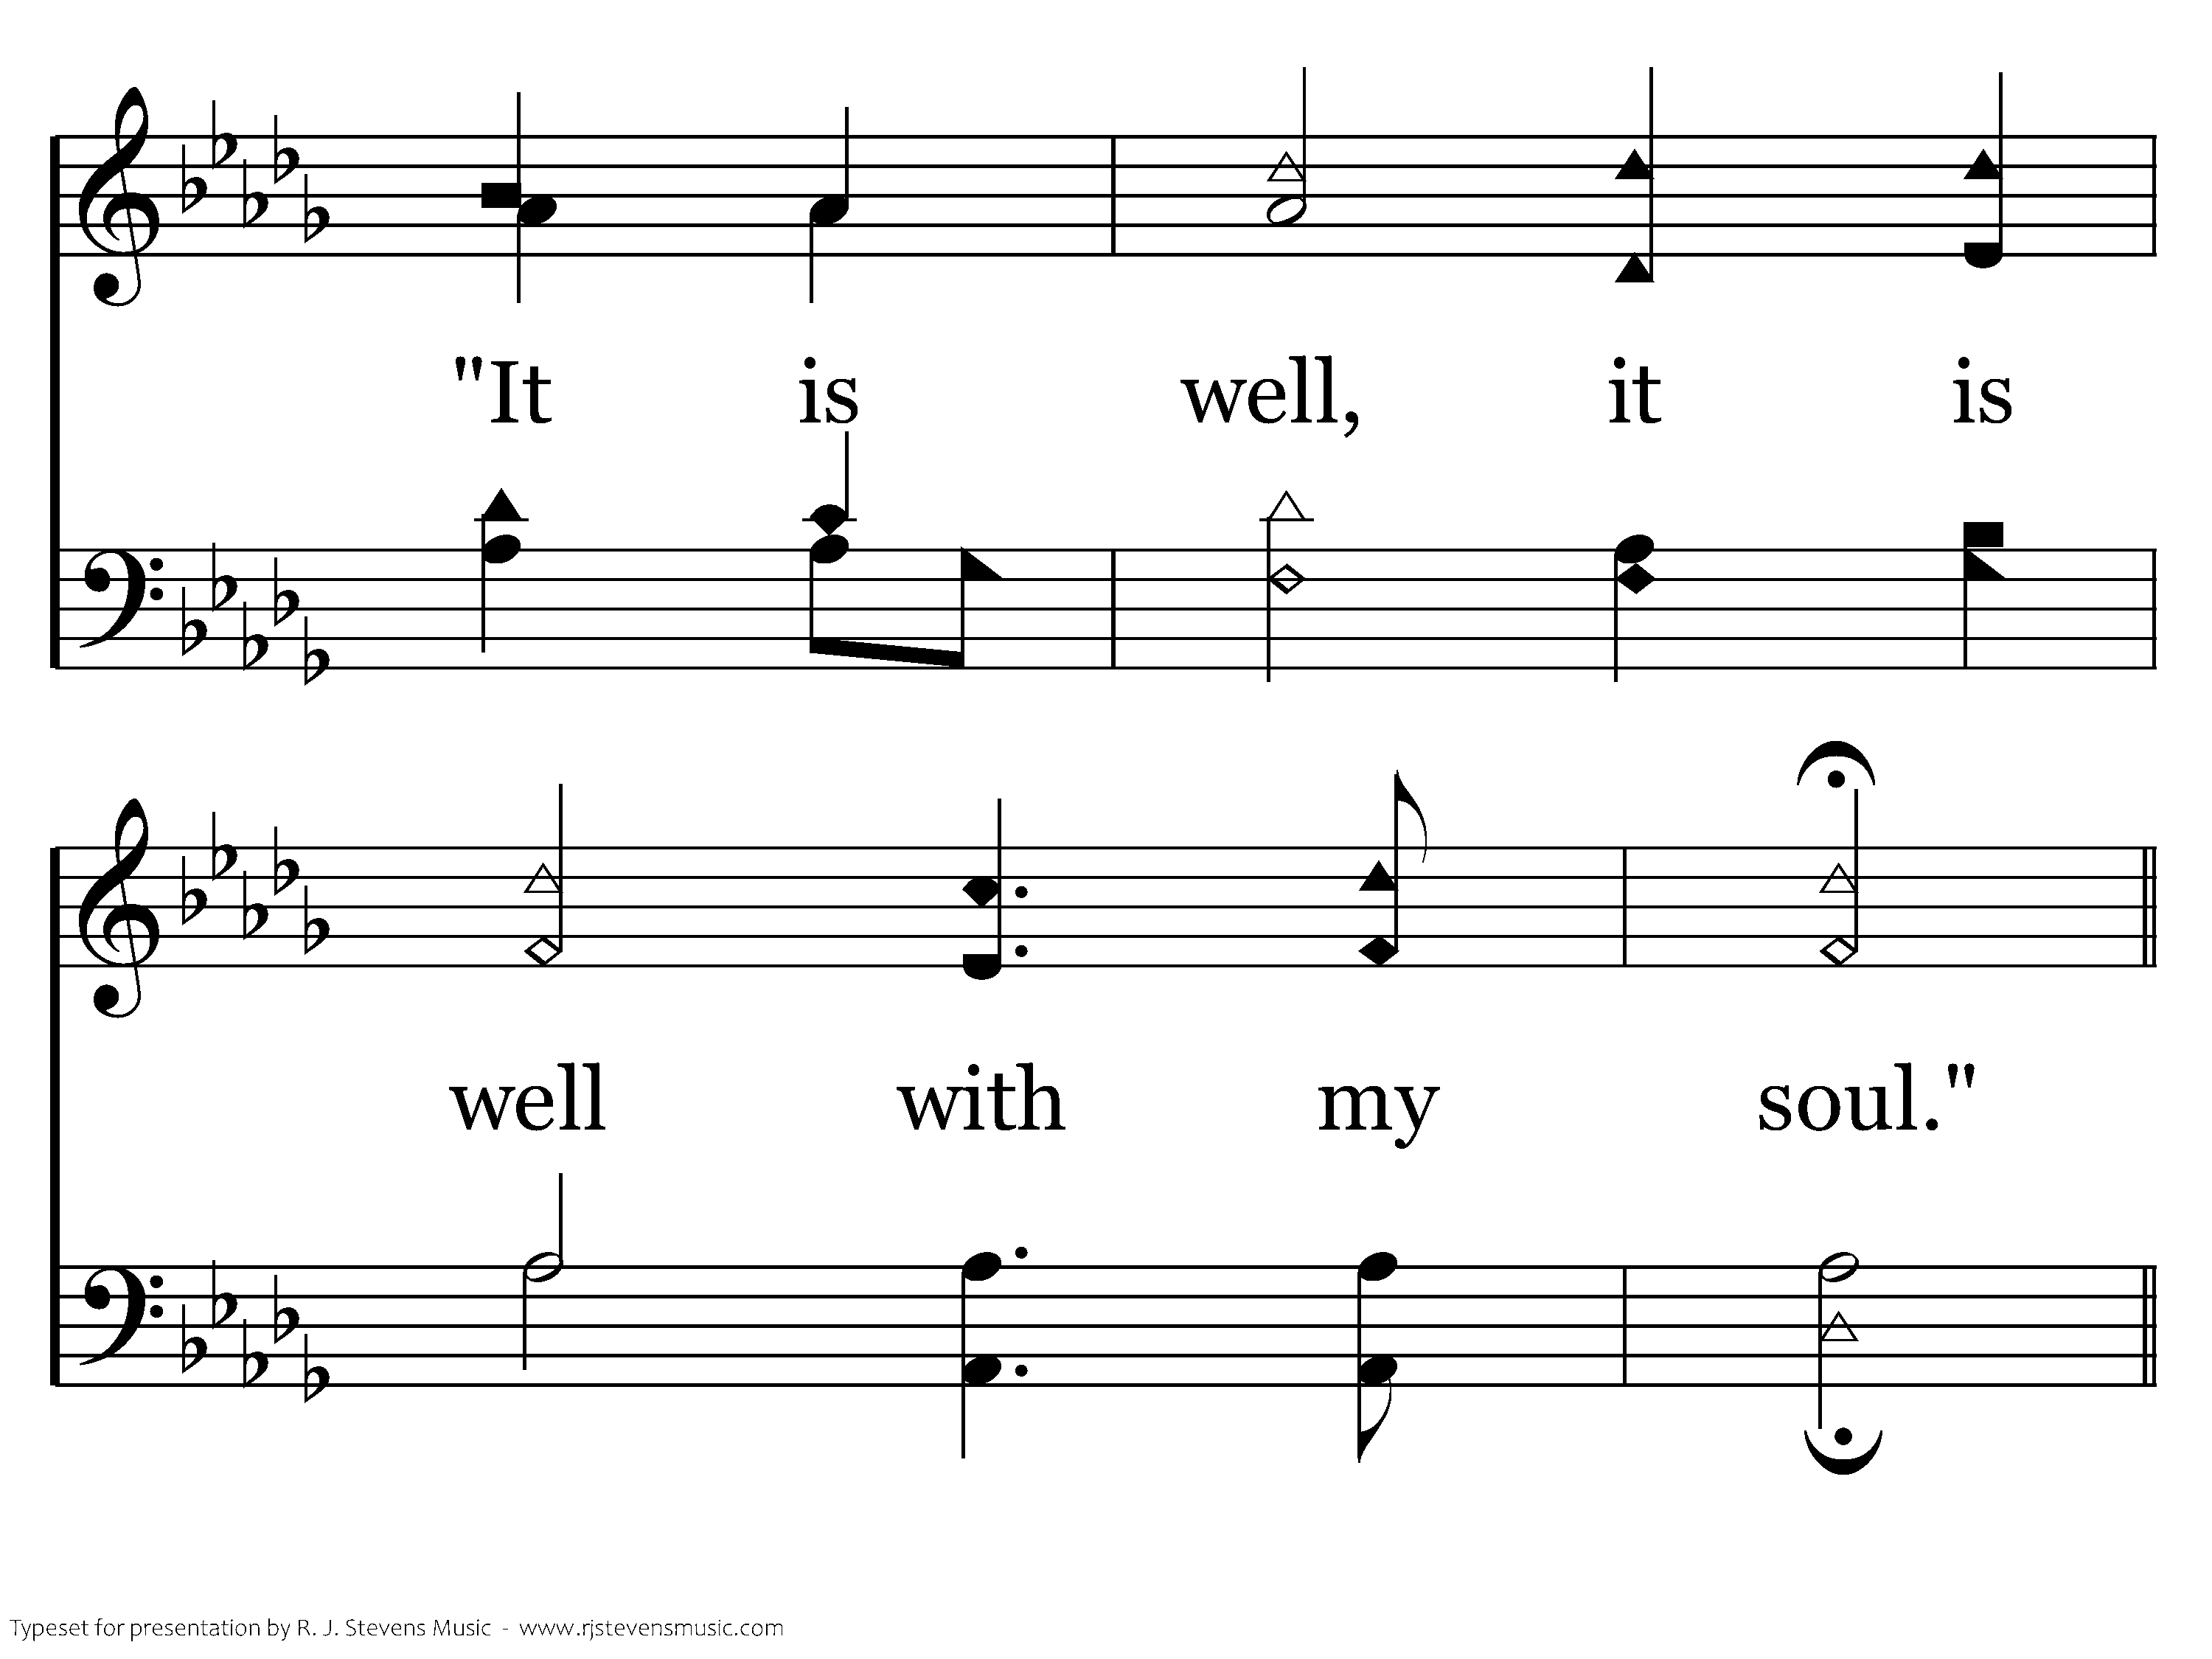 "It is well, it is
well with my soul."
Typeset for presentation by R. J. Stevens Music - www.rjstevensmusic.com